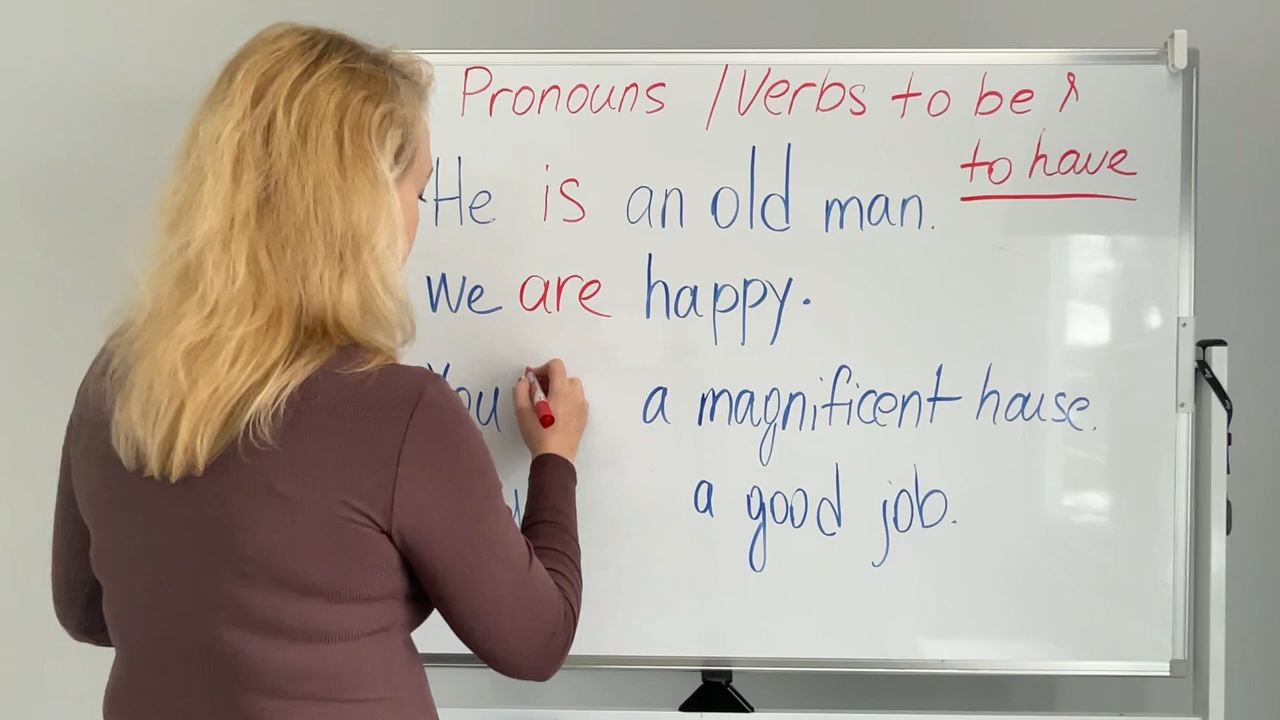 Pronouns / Verbs to be &
to have
He is an old man.
We are happy.
You a magnificent house.
a good job.